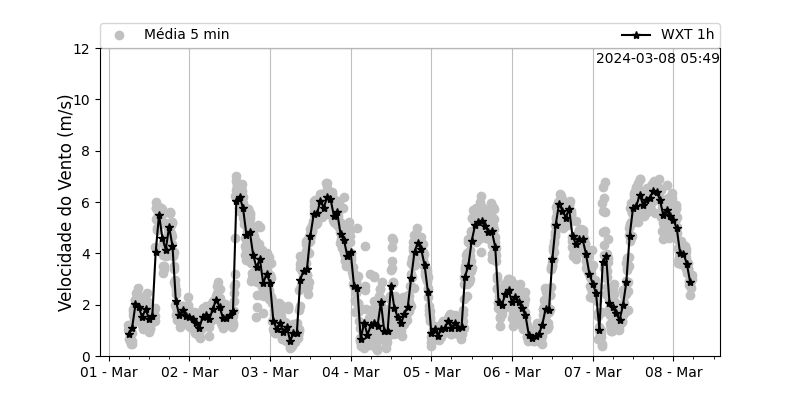 Média 5 min
WXT 1h
2024-03-08 05:49
Velocidade do Vento (m/s)
12
10
8
6
4
2
0
01 - Mar 02 - Mar 03 - Mar 04 - Mar 05 - Mar 06 - Mar 07 - Mar 08 - Mar